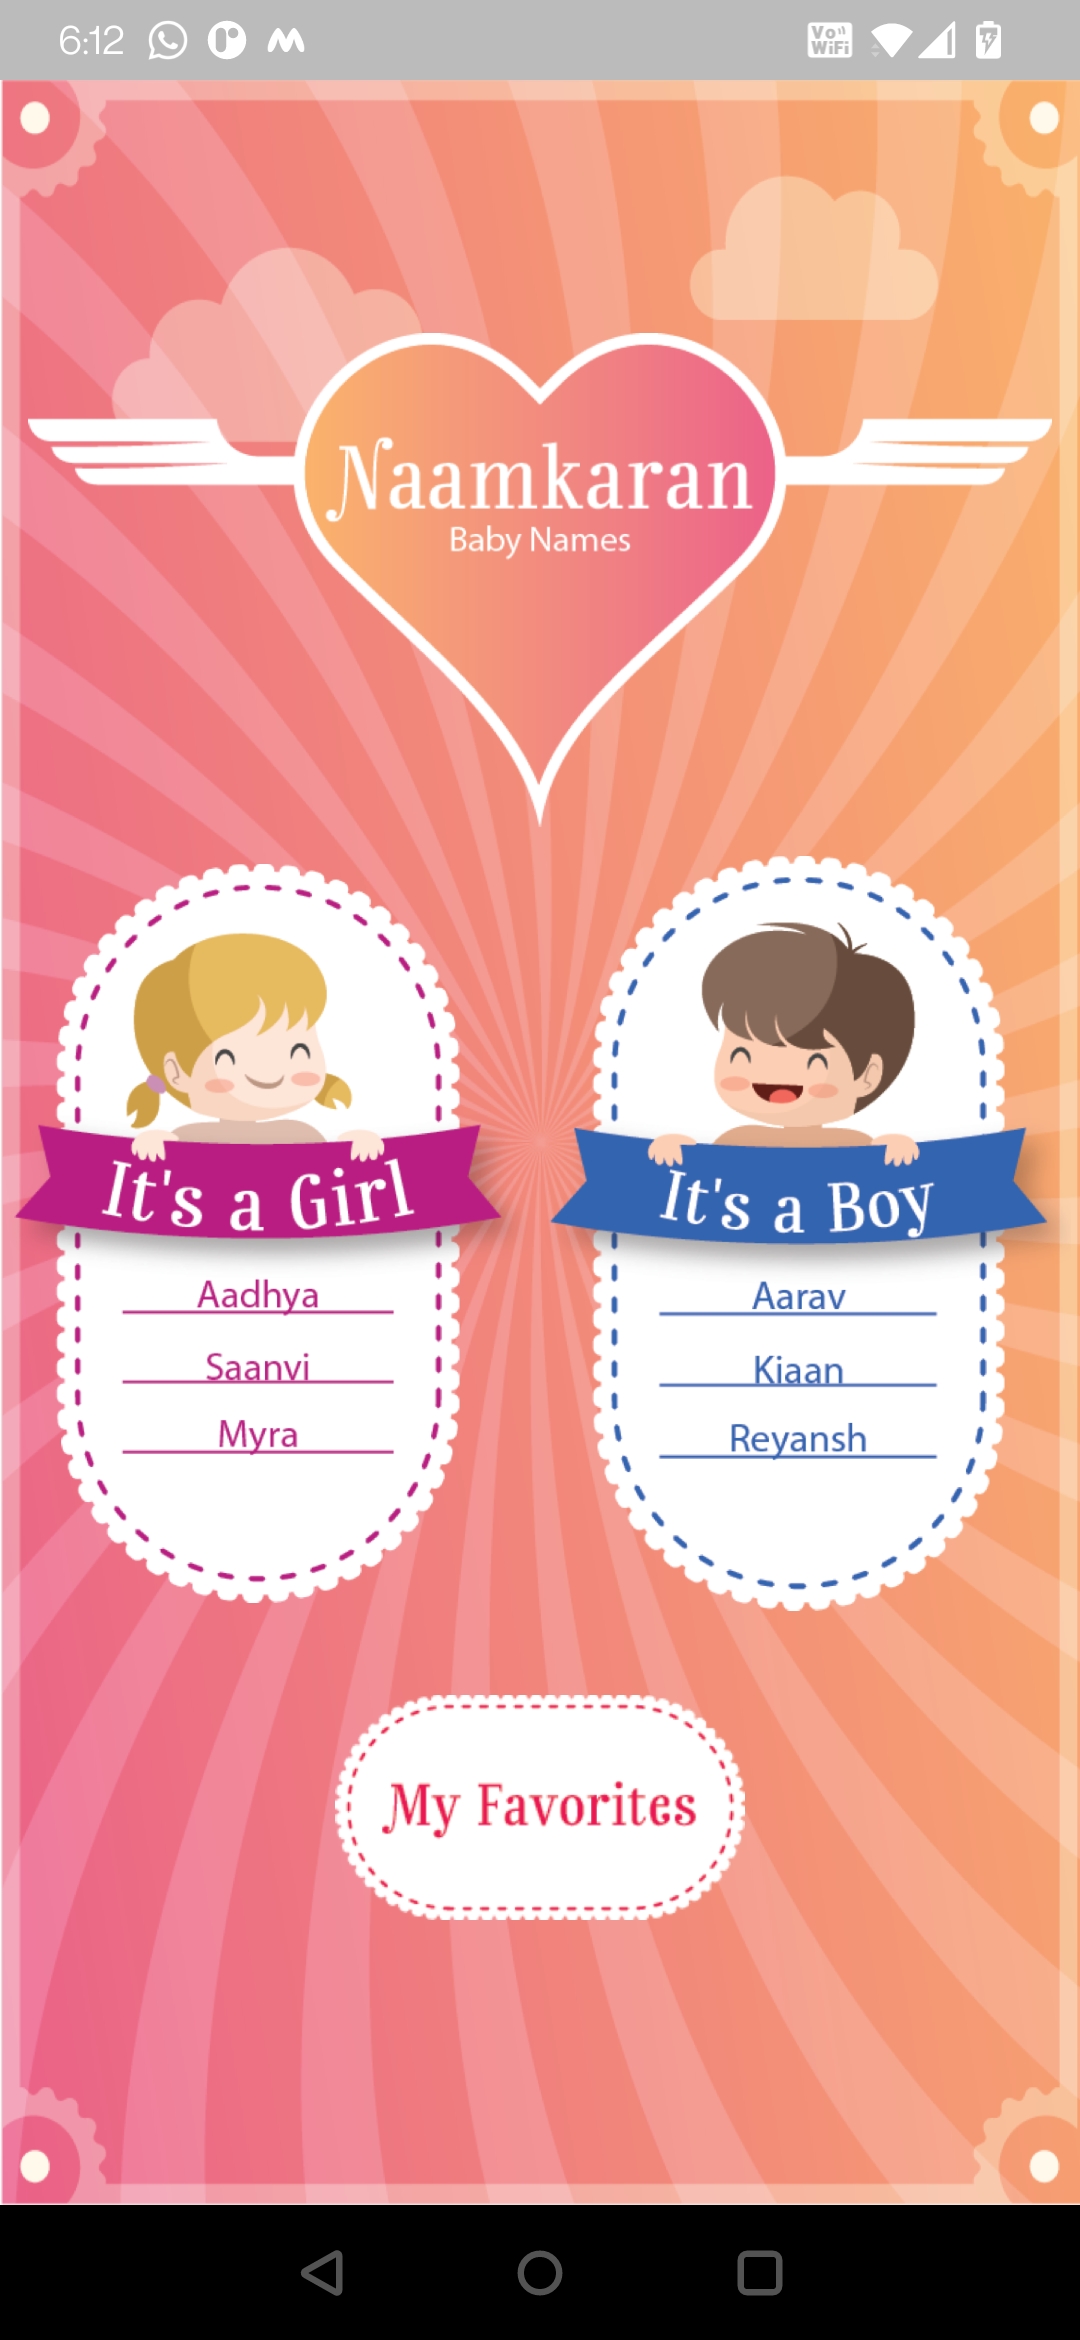 6:12
Vo WiFi
Naamkaran
Baby Names
It's a Girl
Aadhya
Saanvi
Myra
It's a Boy
Aarav
Kiaan
Reyansh
My Favorites